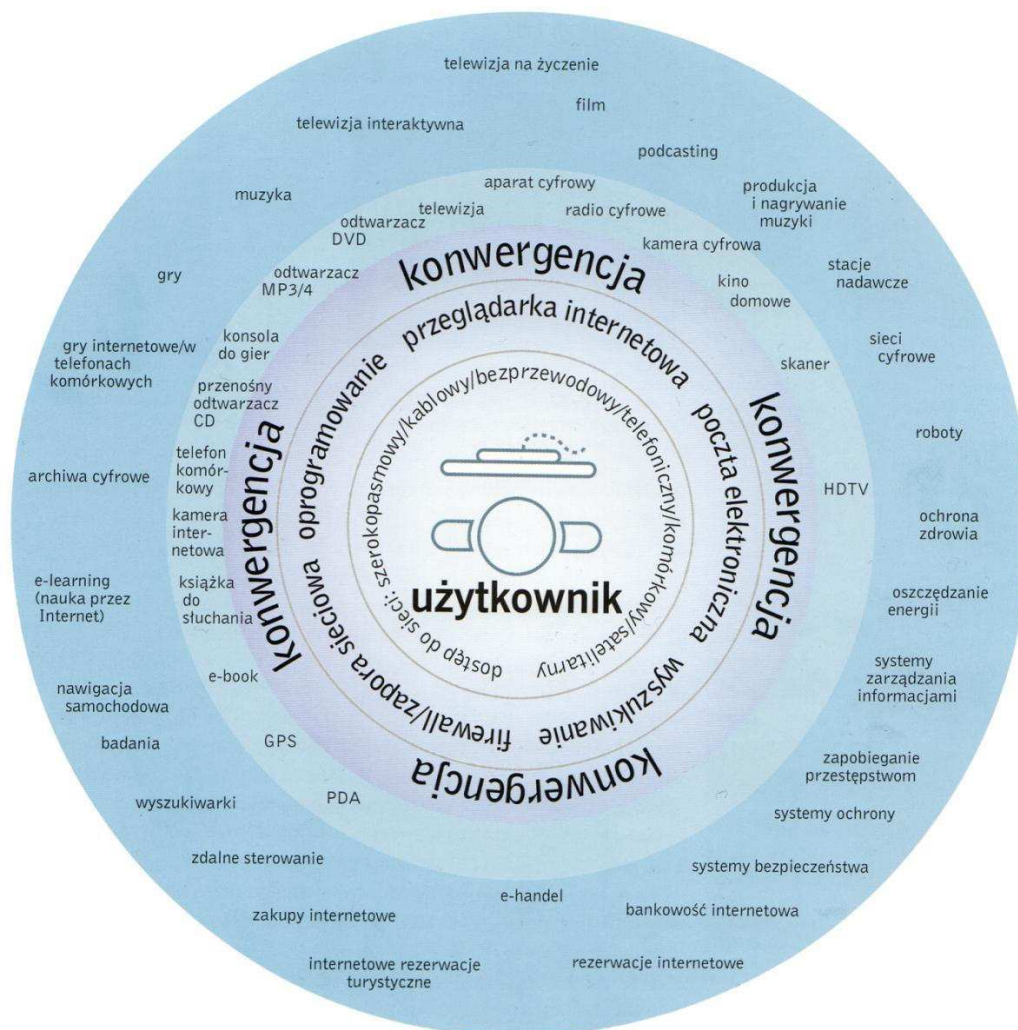 telewizja na życzenie
film
telewizja interaktywna
podcasting
muzyka
produkcja
i nagrywanie
muzyki
gry
stacje
nadawcze
gry internetowe/w
telefonach
komórkowych
sieci
cyfrowe
archiwa cyfrowe
roboty
ochrona
zdrowia
e-learning
(nauka przez
Internet)
oszczędzanie
energii
nawigacja
samochodowa
systemy
zarządzania
informacjami
badania
zapobieganie
przestępstwom
wyszukiwarki
systemy ochrony
zdalne sterowanie
systemy bezpieczeństwa
e-handel
zakupy internetowe
bankowość internetowa
internetowe rezerwacje
turystyczne
rezerwacje internetowe
aparat cyfrowy
telewizja
radio cyfrowe
odtwarzacz
DVD
kamera cyfrowa
odtwarzacz
MP3/4
kino
domowe
konsola
do gier
skaner
przenośny
odtwarzacz
CD
telefon
komór-
kowy
HDTV
kamera
inter-
netowa
książka
do
słuchania
e-book
GPS
PDA
konwergencja
konwergencja
konwergencja
konwergencja
oprogramowanie przeglądarka internetowa poczta elektroniczna wyszukiwanie firewall/zapora sieciowa
dostęp do sieci: szerokopasmowy/kablowy/bezprzewodowy/telefoniczny/komórkowy/satelitarny
użytkownik